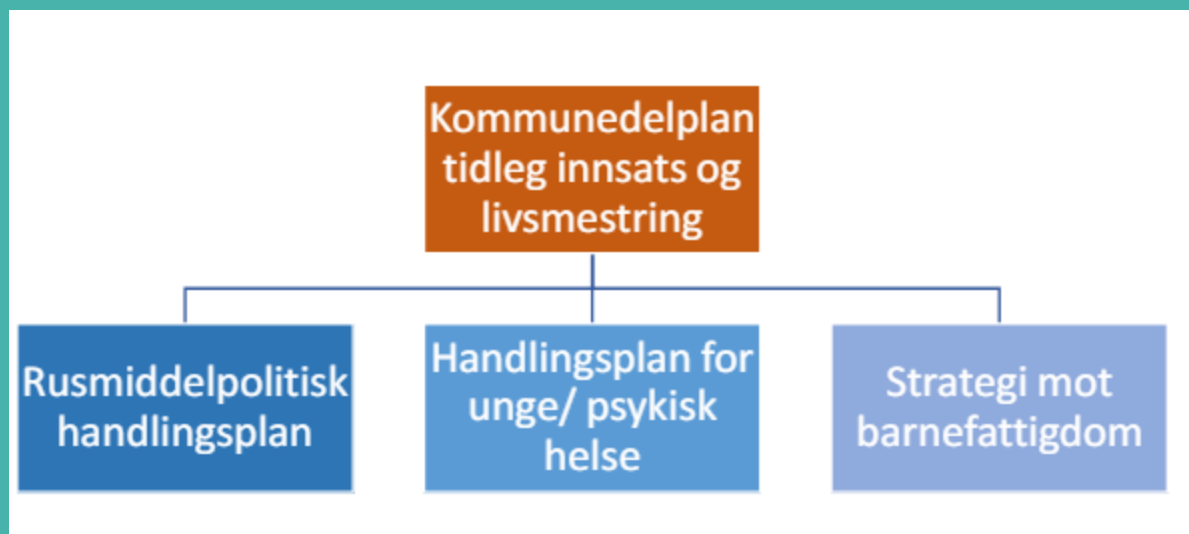 Kommunedelplan
tidleg innsats og
livsmestring
Rusmiddelpolitisk
handlingsplan
Handlingsplan for
unge/ psykisk
helse
Strategi mot
barnefattigdom